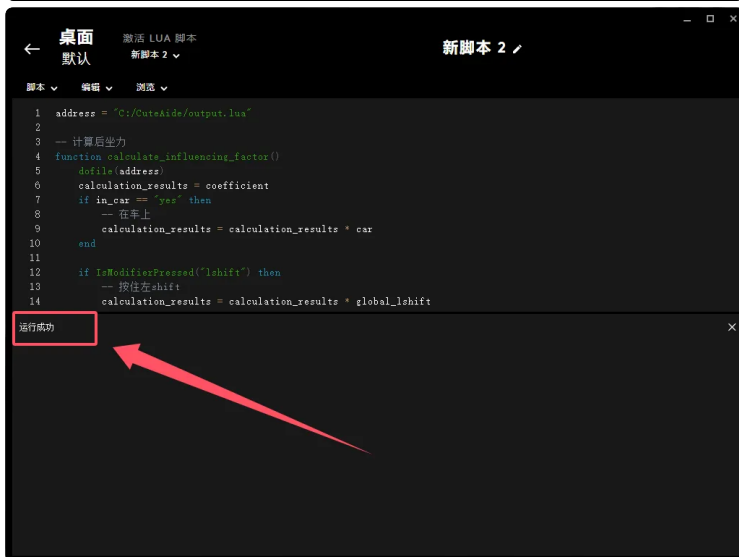 桌面
默认
激活 LUA 脚本
新脚本 2
新脚本 2
脚本 编辑 浏览
1 address = "C:/CuteAide/output.lua"
2
3 -- 计算后坐力
4 function calculate_influencing_factor()
5 dofile(address)
6 calculation_results = coefficient
7 if in_car == "yes" then
8 -- 在车上
9 calculation_results = calculation_results * car
10 end
11
12 if IsModifierPressed("lshift") then
13 -- 按住左shift
14 calculation_results = calculation_results * global_lshift
运行成功